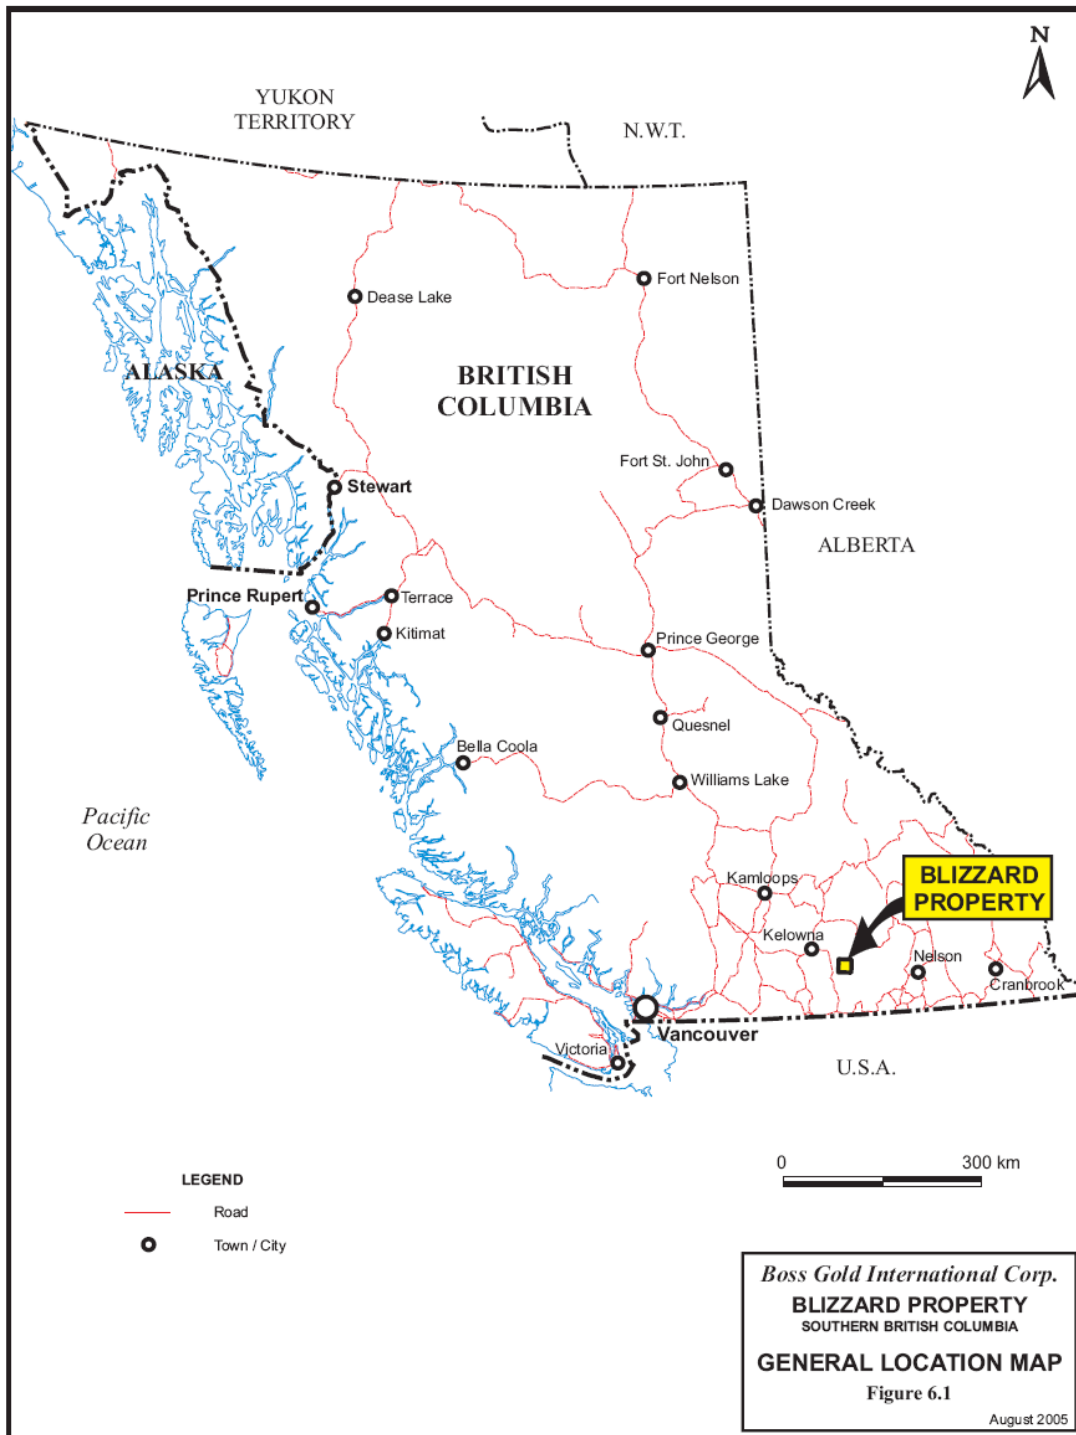 N
YUKON
TERRITORY
N.W.T.
Fort Nelson
Dease Lake
ALASKA
BRITISH
COLUMBIA
Fort St. John
Stewart
Dawson Creek
ALBERTA
Prince Rupert
Terrace
Kitimat
Prince George
Quesnel
Bella Coola
Williams Lake
Pacific
Ocean
Kamloops
BLIZZARD
PROPERTY
Kelowna
Nelson
Cranbrook
Vancouver
Victoria
U.S.A.
0 300 km
LEGEND
Road
Town / City
Boss Gold International Corp.
BLIZZARD PROPERTY
SOUTHERN BRITISH COLUMBIA
GENERAL LOCATION MAP
Figure 6.1
August 2005